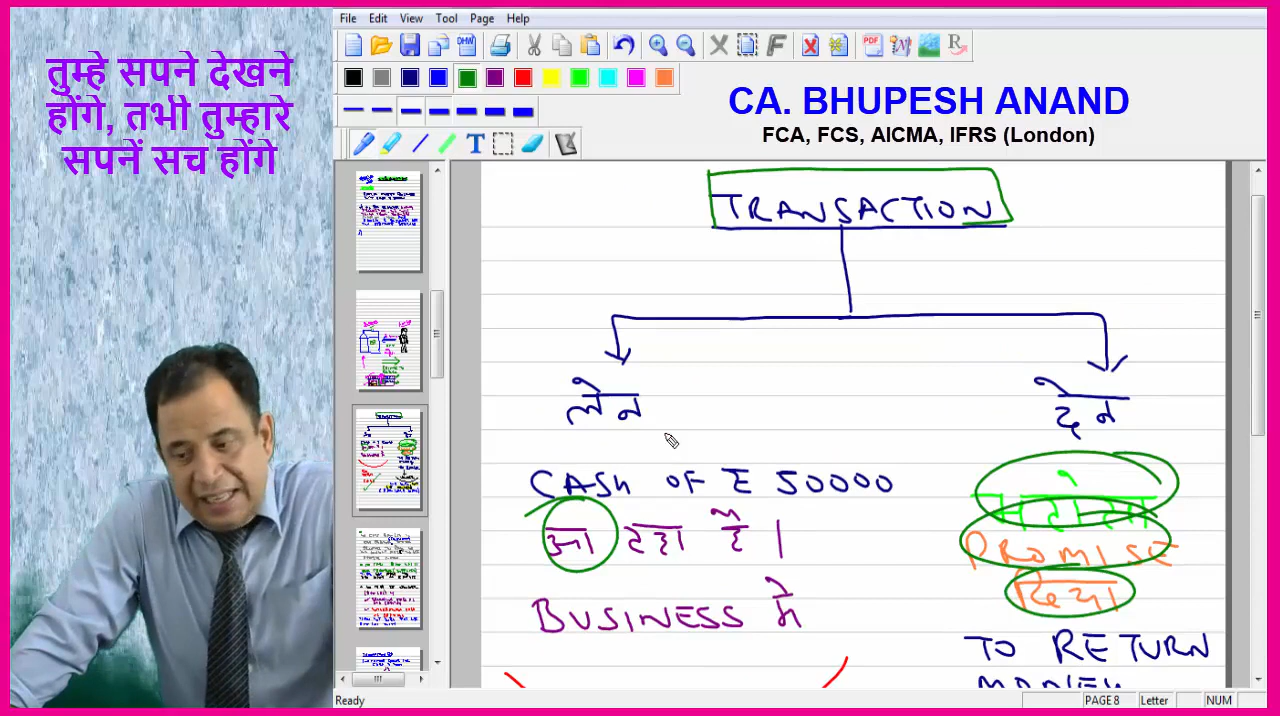 तुम्हे सपने देखने
होंगे, तभी तुम्हारे
सपनें सच होंगे
File Edit View Tool Page Help
CA. BHUPESH ANAND
FCA, FCS, AICMA, IFRS (London)
TRANSACTION
लेन
देन
CASH OF ₹ 50000
आ रहा है।
BUSINESS में
PROMISE
किया
TO RETURN
MONEY
Ready
PAGE 8
Letter
NUM